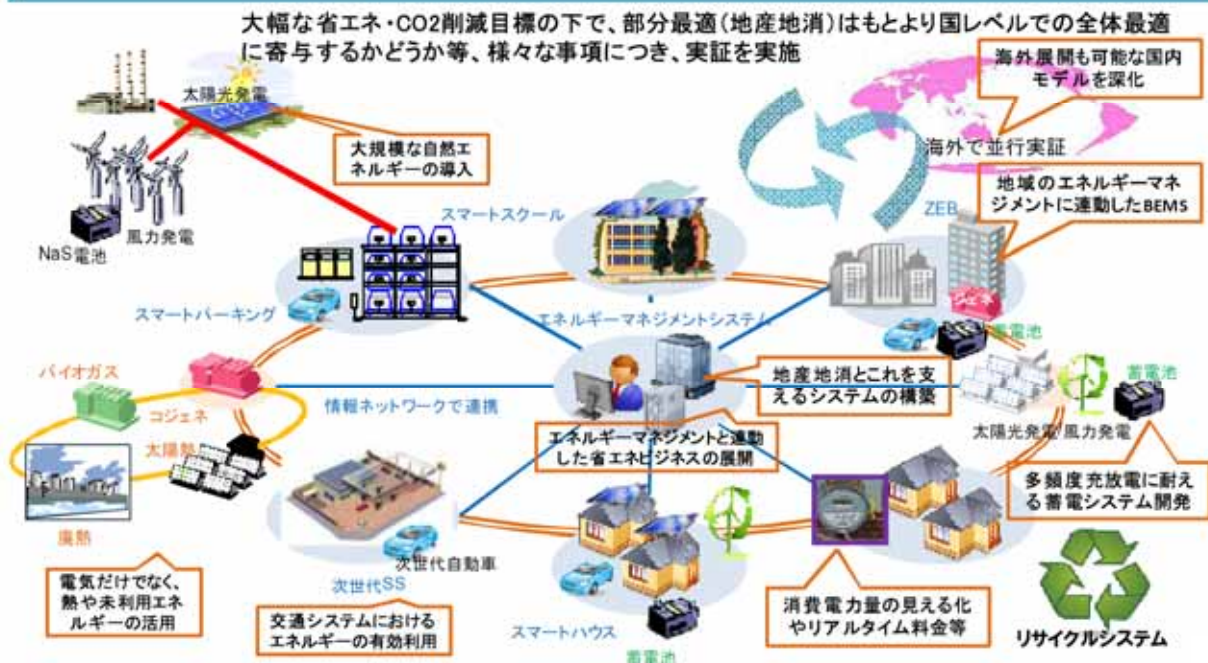 大幅な省エネ・CO2削減目標の下で、部分最適(地産地消)はもとより国レベルでの全体最適
に寄与するかどうか等、様々な事項につき、実証を実施
海外展開も可能な国内
モデルを深化
太陽光発電
大規模な自然エ
ネルギーの導入
海外で並行実証
地域のエネルギーマネ
ジメントに連動したBEMS
スマートスクール
ZEB
風力発電
NaS電池
ジェネ
スマートパーキング
エネルギーマネジメントシステム
蓄電池
バイオガス
コジェネ
太陽熱
廃熱
情報ネットワークで連携
地産地消とこれを支
えるシステムの構築
蓄電池
太陽光発電/風力発電
エネルギーマネジメントと連動
した省エネビジネスの展開
多頻度充放電に耐え
る蓄電システム開発
電気だけでなく、
熱や未利用エネ
ルギーの活用
次世代自動車
次世代SS
交通システムにおける
エネルギーの有効利用
スマートハウス
蓄電池
消費電力量の見える化
やリアルタイム料金等
リサイクルシステム